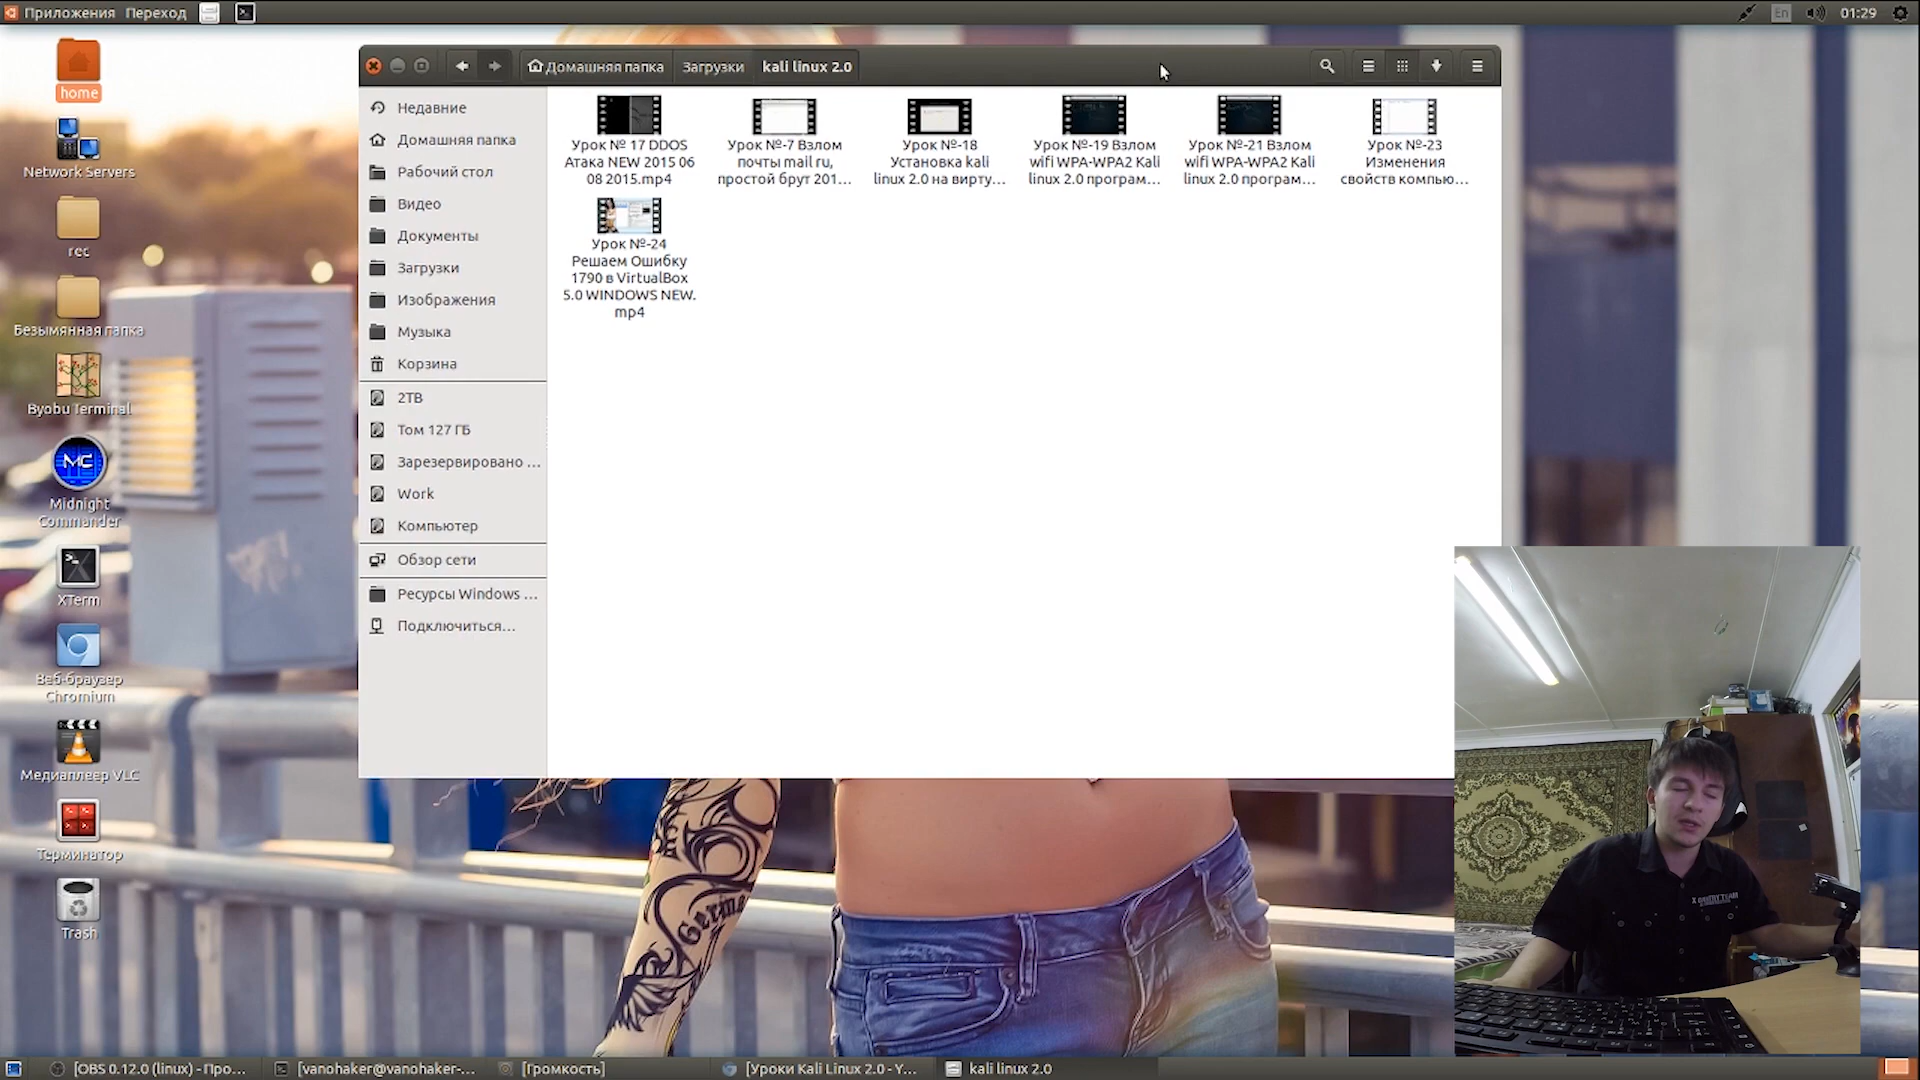 Приложения Переход
En
01:29
home
Network Servers
rec
Безымянная папка
Byobu Terminal
MC
Midnight
Commander
XTerm
Веб-браузер
Chromium
Медиаплеер VLC
Терминатор
Trash
Домашняя папка Загрузки kali linux 2.0
Недавние
Домашняя папка
Рабочий стол
Видео
Документы
Загрузки
Изображения
Музыка
Корзина
2TB
Том 127 ГБ
Зарезервировано ...
Work
Компьютер
Обзор сети
Ресурсы Windows ...
Подключиться...
Урок № 17 DDOS
Атака NEW 2015 06
08 2015.mp4
Урок №-7 Взлом
почты mail ru,
простой брут 201...
Урок №-18
Установка kali
linux 2.0 на вирту...
Урок №-19 Взлом
wifi WPA-WPA2 Kali
linux 2.0 програм...
Урок №-21 Взлом
wifi WPA-WPA2 Kali
linux 2.0 програм...
Урок №-23
Изменения
свойств компью...
Урок №-24
Решаем Ошибку
1790 в VirtualBox
5.0 WINDOWS NEW.
mp4
[OBS 0.12.0 (linux) - Про...
[vanohaker@vanohaker-...
[Громкость]
[Уроки Kali Linux 2.0 - Y...
kali linux 2.0